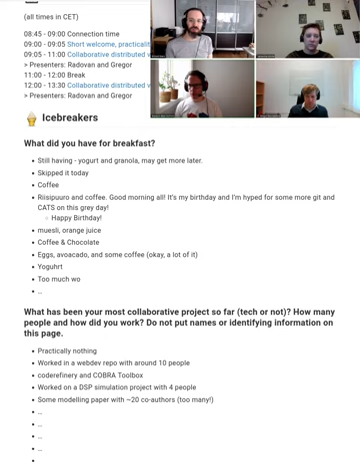 (all times in CET)
08:45 - 09:00 Connection time
09:00 - 09:05 Short welcome, practicalit
09:05 - 11:00 Collaborative distributed v
> Presenters: Radovan and Gregor
11:00 - 12:00 Break
12:00 - 13:30 Collaborative distributed v
> Presenters: Radovan and Gregor
Icebreakers
What did you have for breakfast?
• Still having - yogurt and granola, may get more later.
• Skipped it today
• Coffee
• Riisipuuro and coffee. Good morning all! It's my birthday and I'm hyped for some more git and
CATS on this grey day!
○ Happy Birthday!
• muesli, orange juice
• Coffee & Chocolate
• Eggs, avoacado, and some coffee (okay, a lot of it)
• Yoguhrt
• Too much wo
• ...
What has been your most collaborative project so far (tech or not)? How many
people and how did you work? Do not put names or identifying information on
this page.
• Practically nothing
• Worked in a webdev repo with around 10 people
• coderefinery and COBRA Toolbox
• Worked on a DSP simulation project with 4 people
• Some modelling paper with ~20 co-authors (too many!)
• ...
• ...
• ...
• ...